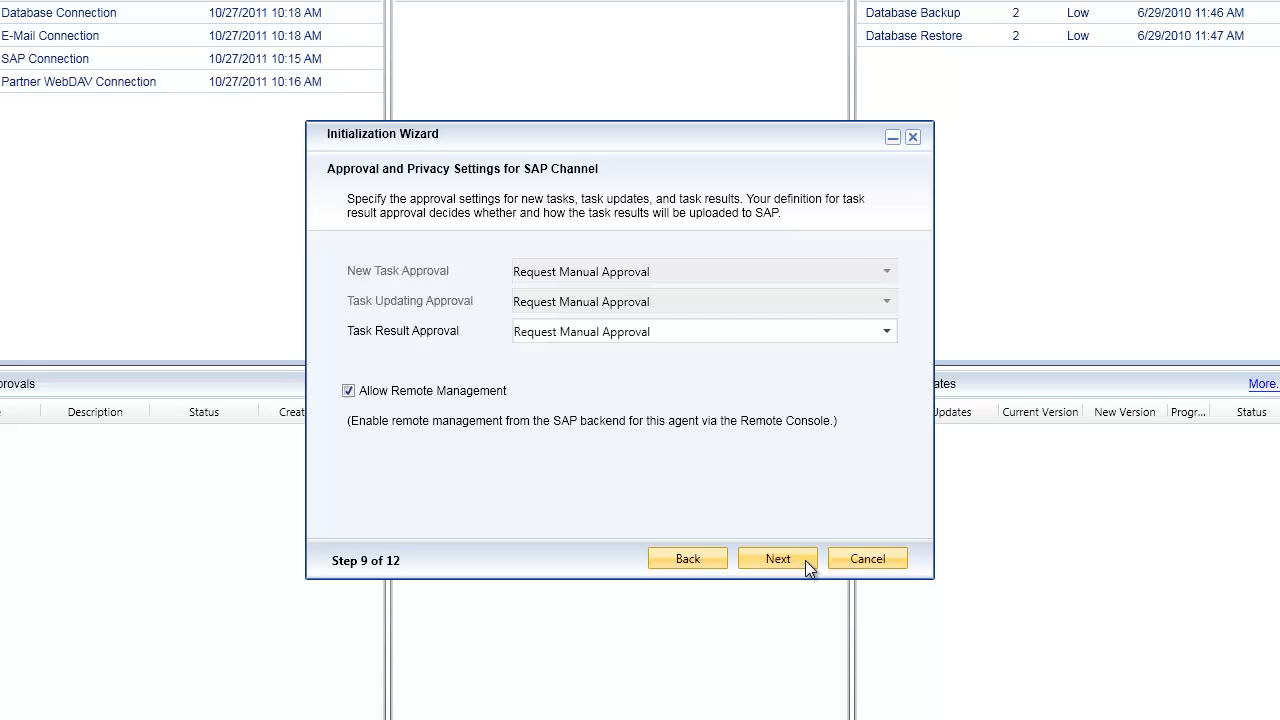 Database Connection 10/27/2011 10:18 AM
E-Mail Connection 10/27/2011 10:18 AM
SAP Connection 10/27/2011 10:15 AM
Partner WebDAV Connection 10/27/2011 10:16 AM
Database Backup 2 Low 6/29/2010 11:46 AM
Database Restore 2 Low 6/29/2010 11:47 AM
Initialization Wizard
Approval and Privacy Settings for SAP Channel
Specify the approval settings for new tasks, task updates, and task results. Your definition for task
result approval decides whether and how the task results will be uploaded to SAP.
New Task Approval Request Manual Approval
Task Updating Approval Request Manual Approval
Task Result Approval Request Manual Approval
Allow Remote Management
(Enable remote management from the SAP backend for this agent via the Remote Console.)
Step 9 of 12 Back Next Cancel
provals
Description Status Creat
ates More.
Updates Current Version New Version Progr... Status